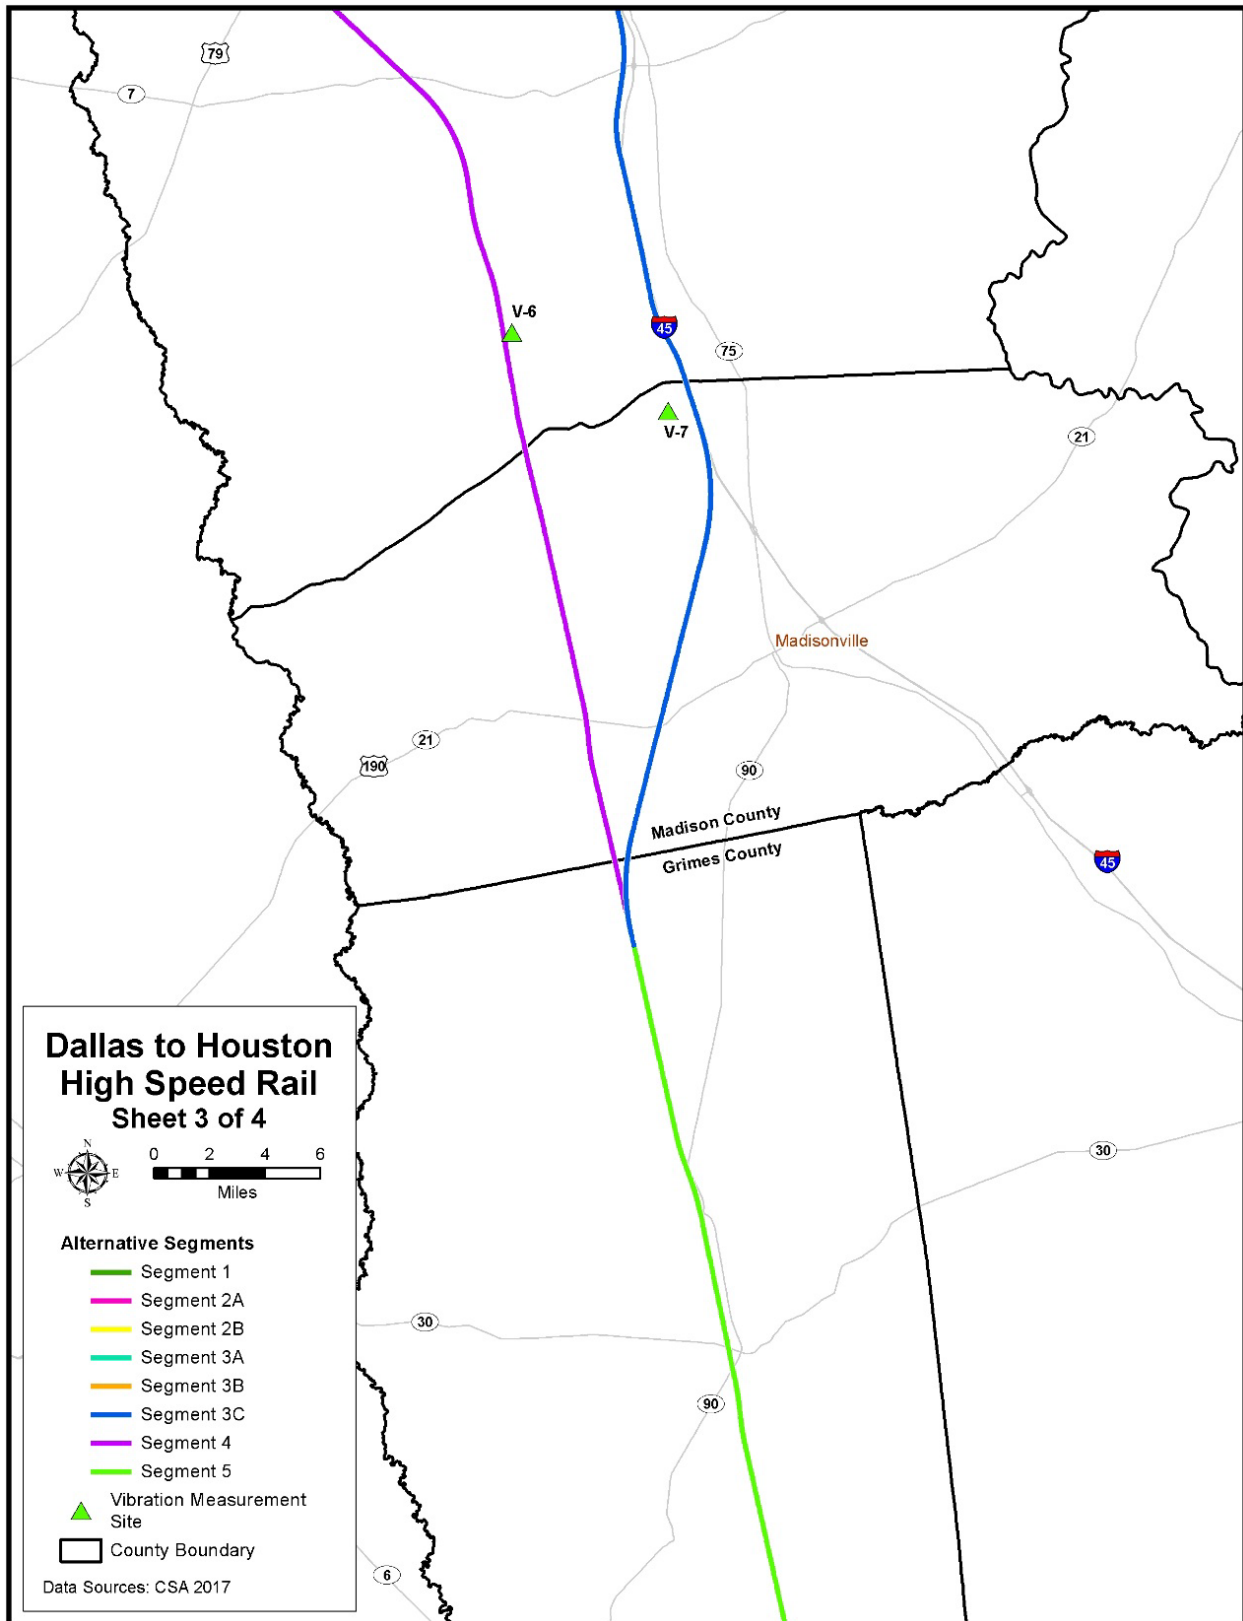 79
7
V-6
45
75
V-7
21
Madisonville
21
190
90
Madison County
Grimes County
45
30
30
90
6
Dallas to Houston
High Speed Rail
Sheet 3 of 4
N
W E
S
0 2 4 6
Miles
Alternative Segments
Segment 1
Segment 2A
Segment 2B
Segment 3A
Segment 3B
Segment 3C
Segment 4
Segment 5
Vibration Measurement
Site
County Boundary
Data Sources: CSA 2017